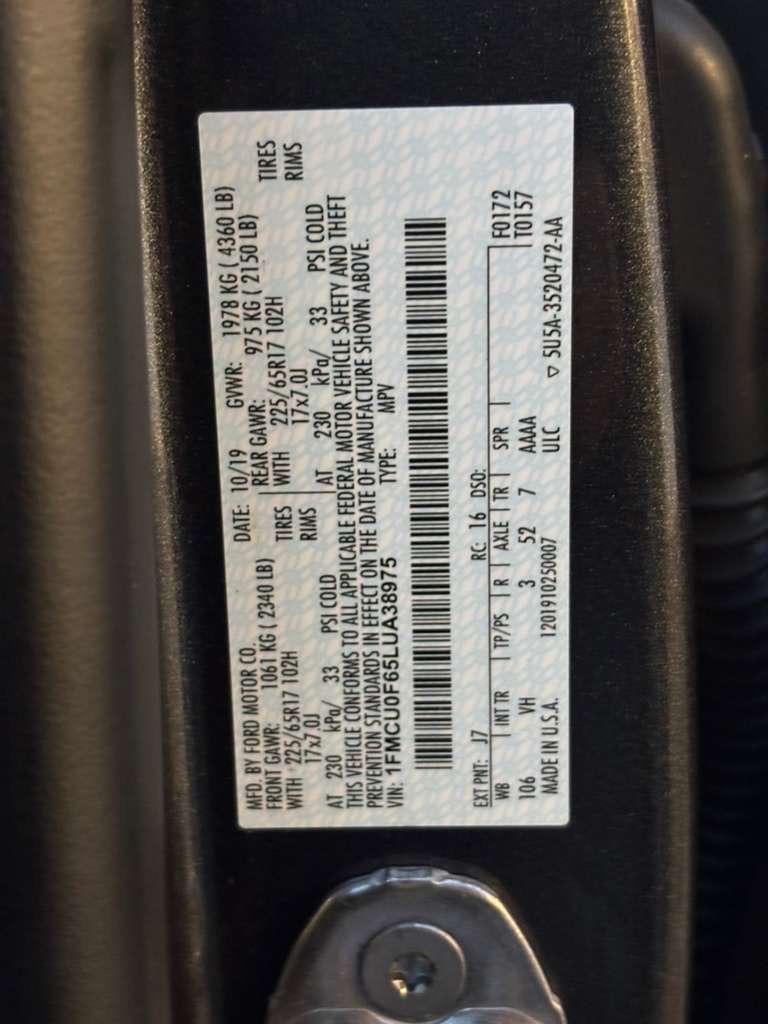 MFD. BY FORD MOTOR CO. DATE: 10/19 GVWR: 1978 KG ( 4360 LB)
FRONT GAWR: 1061 KG ( 2340 LB) REAR GAWR: 975 KG ( 2150 LB)
WITH 225/65R17 102H TIRES WITH 225/65R17 102H TIRES
17x7.0J RIMS 17x7.0J RIMS
AT 230 kPa/ 33 PSI COLD AT 230 kPa/ 33 PSI COLD
THIS VEHICLE CONFORMS TO ALL APPLICABLE FEDERAL MOTOR VEHICLE SAFETY AND THEFT
PREVENTION STANDARDS IN EFFECT ON THE DATE OF MANUFACTURE SHOWN ABOVE.
VIN: 1FMCU0F65LUA38975 TYPE: MPV
EXT PNT: J7 RC: 16 DSO: F0172
WB INT TR TP/PS R AXLE TR SPR T0157
106 VH 3 52 7 AAAA
MADE IN U.S.A. 1201910250007 ULC ▽ 5U5A-3520472-AA